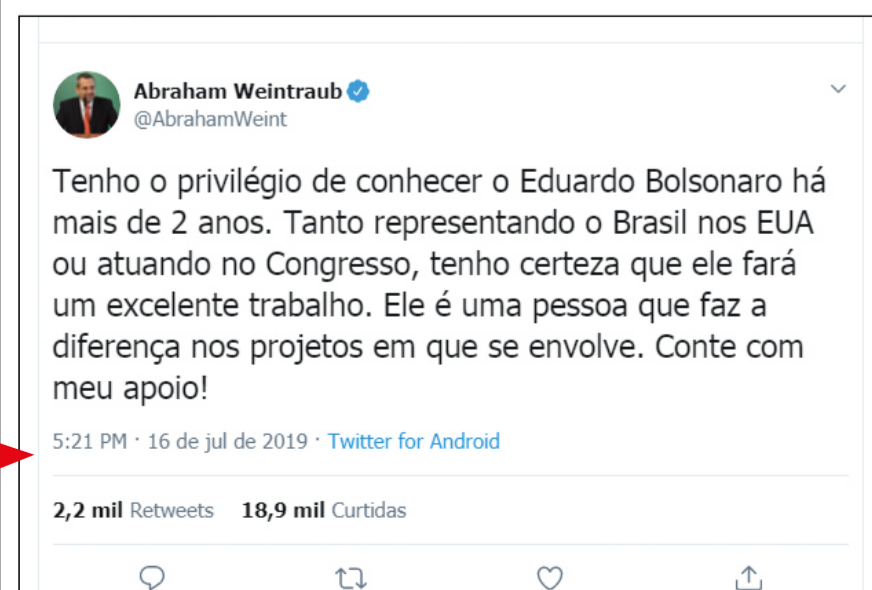 Abraham Weintraub
@AbrahamWeint
Tenho o privilégio de conhecer o Eduardo Bolsonaro há
mais de 2 anos. Tanto representando o Brasil nos EUA
ou atuando no Congresso, tenho certeza que ele fará
um excelente trabalho. Ele é uma pessoa que faz a
diferença nos projetos em que se envolve. Conte com
meu apoio!
5:21 PM · 16 de jul de 2019 · Twitter for Android
2,2 mil Retweets 18,9 mil Curtidas